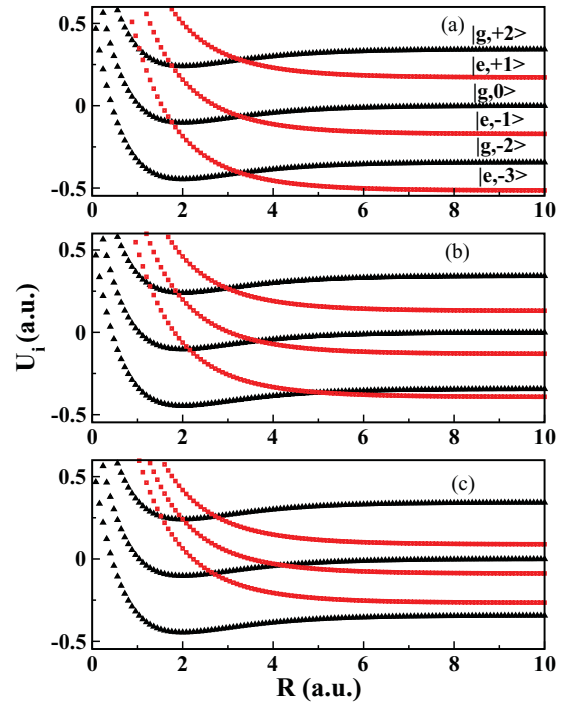 (a)
|g,+2>
|e,+1>
|g,0>
|e,-1>
|g,-2>
|e,-3>
0.5
0
-0.5
0 2 4 6 8 10
(b)
0.5
0
-0.5
0 2 4 6 8 10
U_i (a.u.)
(c)
0.5
0
-0.5
0 2 4 6 8 10
R (a.u.)